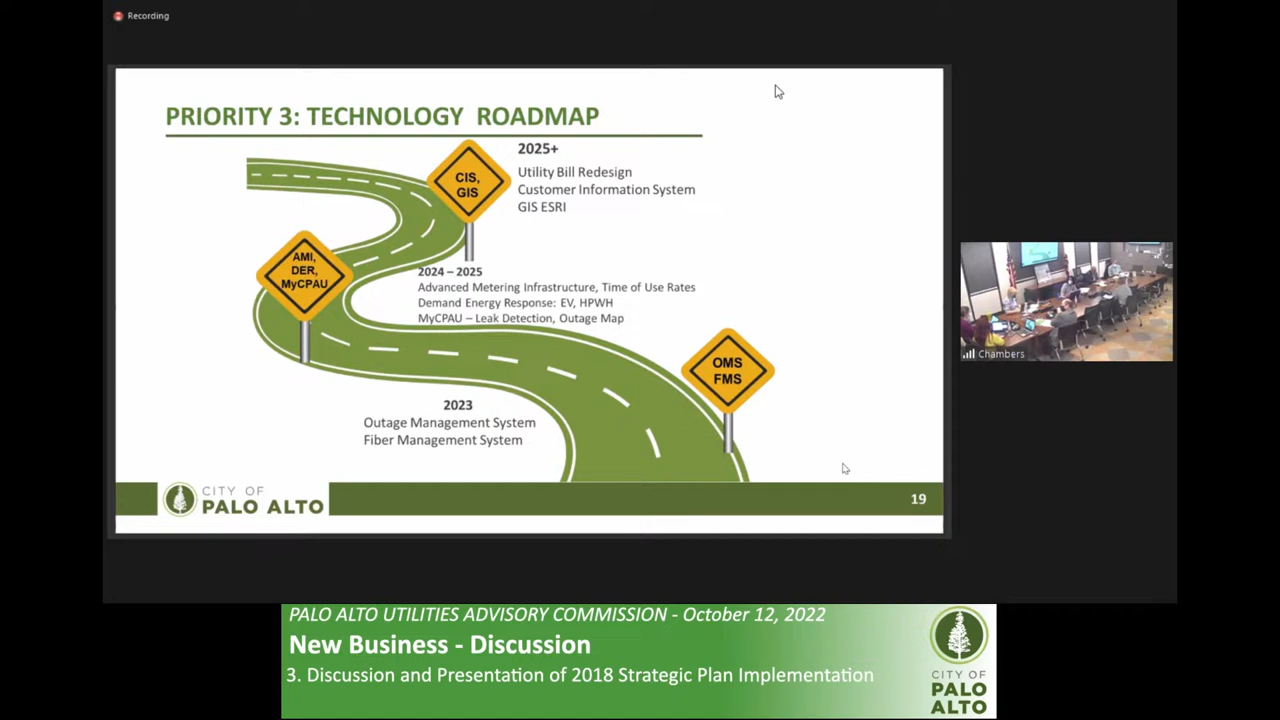 Recording
PRIORITY 3: TECHNOLOGY ROADMAP
CIS,
GIS
2025+
Utility Bill Redesign
Customer Information System
GIS ESRI
AMI,
DER,
MyCPAU
2024 – 2025
Advanced Metering Infrastructure, Time of Use Rates
Demand Energy Response: EV, HPWH
MyCPAU – Leak Detection, Outage Map
OMS
FMS
2023
Outage Management System
Fiber Management System
CITY OF
PALO ALTO
19
Chambers
PALO ALTO UTILITIES ADVISORY COMMISSION - October 12, 2022
New Business - Discussion
3. Discussion and Presentation of 2018 Strategic Plan Implementation
CITY OF
PALO
ALTO